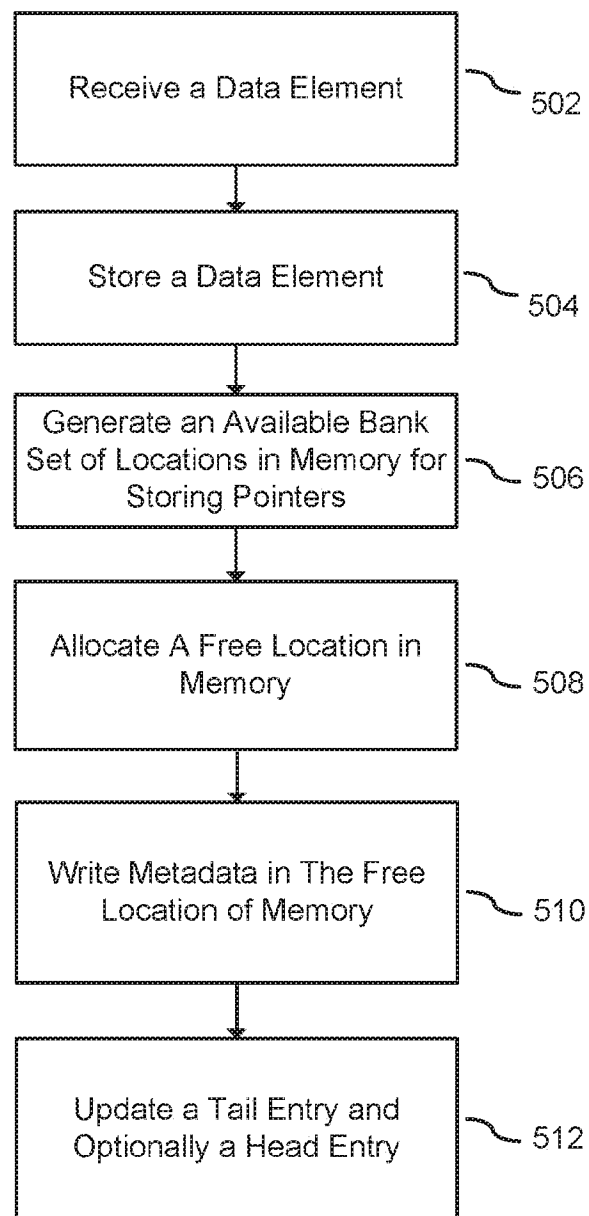 Receive a Data Element
502
Store a Data Element
504
Generate an Available Bank
Set of Locations in Memory for
Storing Pointers
506
Allocate A Free Location in
Memory
508
Write Metadada in The Free
Location of Memory
510
Update a Tail Entry and
Optionally a Head Entry
512